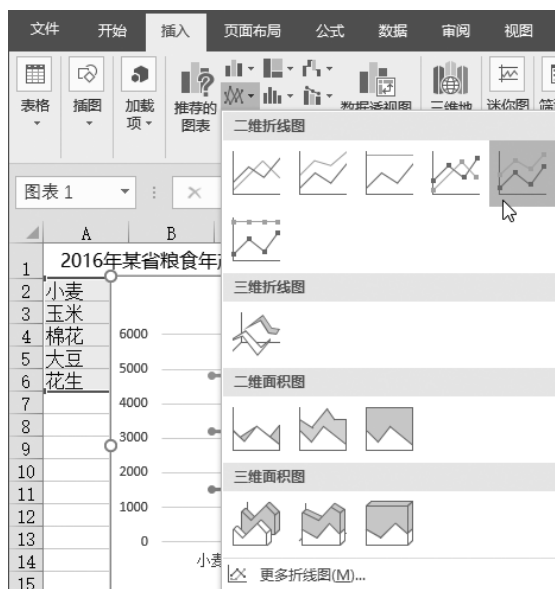 文件 开始 插入 页面布局 公式 数据 审阅 视图
表格 插图 加载项 推荐的图表 数据透视图 三维地 迷你图
二维折线图
图表 1
A B
1 2016年某省粮食年
2 小麦
3 玉米
4 棉花
5 大豆
6 花生
7
8
9
10
11
12
13
14
15
6000
5000
4000
3000
2000
1000
0
小麦
三维折线图
二维面积图
三维面积图
更多折线图(M)...